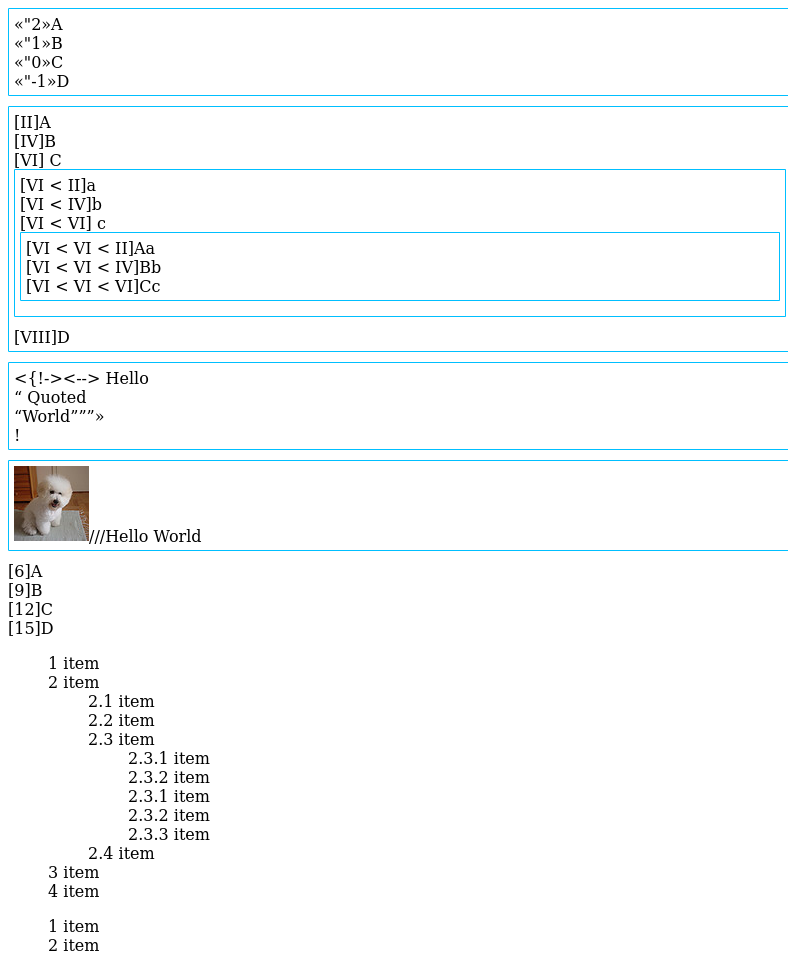 «"2»A
«"1»B
«"0»C
«"-1»D
[II]A
[IV]B
[VI] C
[VI < II]a
[VI < IV]b
[VI < VI] c
[VI < VI < II]Aa
[VI < VI < IV]Bb
[VI < VI < VI]Cc
[VIII]D
<{!-><--> Hello
“ Quoted
“World”””»
!
///Hello World
[6]A
[9]B
[12]C
[15]D
1 item
2 item
2.1 item
2.2 item
2.3 item
2.3.1 item
2.3.2 item
2.3.1 item
2.3.2 item
2.3.3 item
2.4 item
3 item
4 item
1 item
2 item